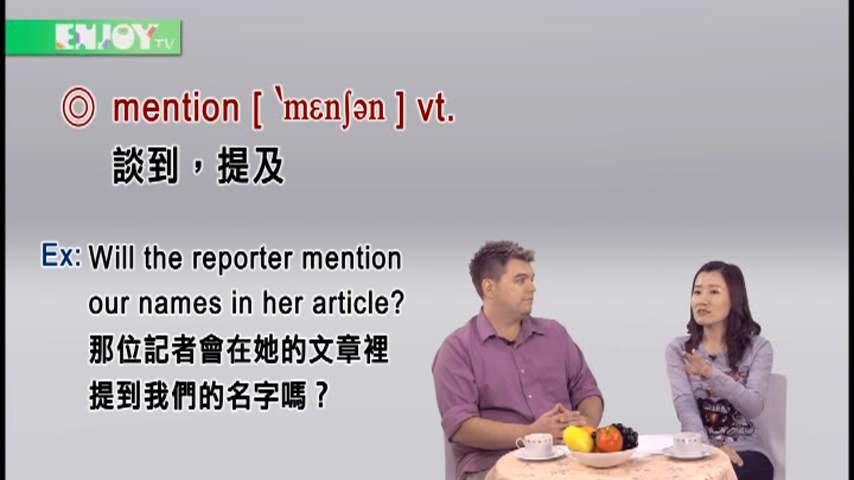 ENJOY TV
◎ mention [ ˋmɛnʃən ] vt.
談到，提及
Ex: Will the reporter mention
our names in her article?
那位記者會在她的文章裡
提到我們的名字嗎？